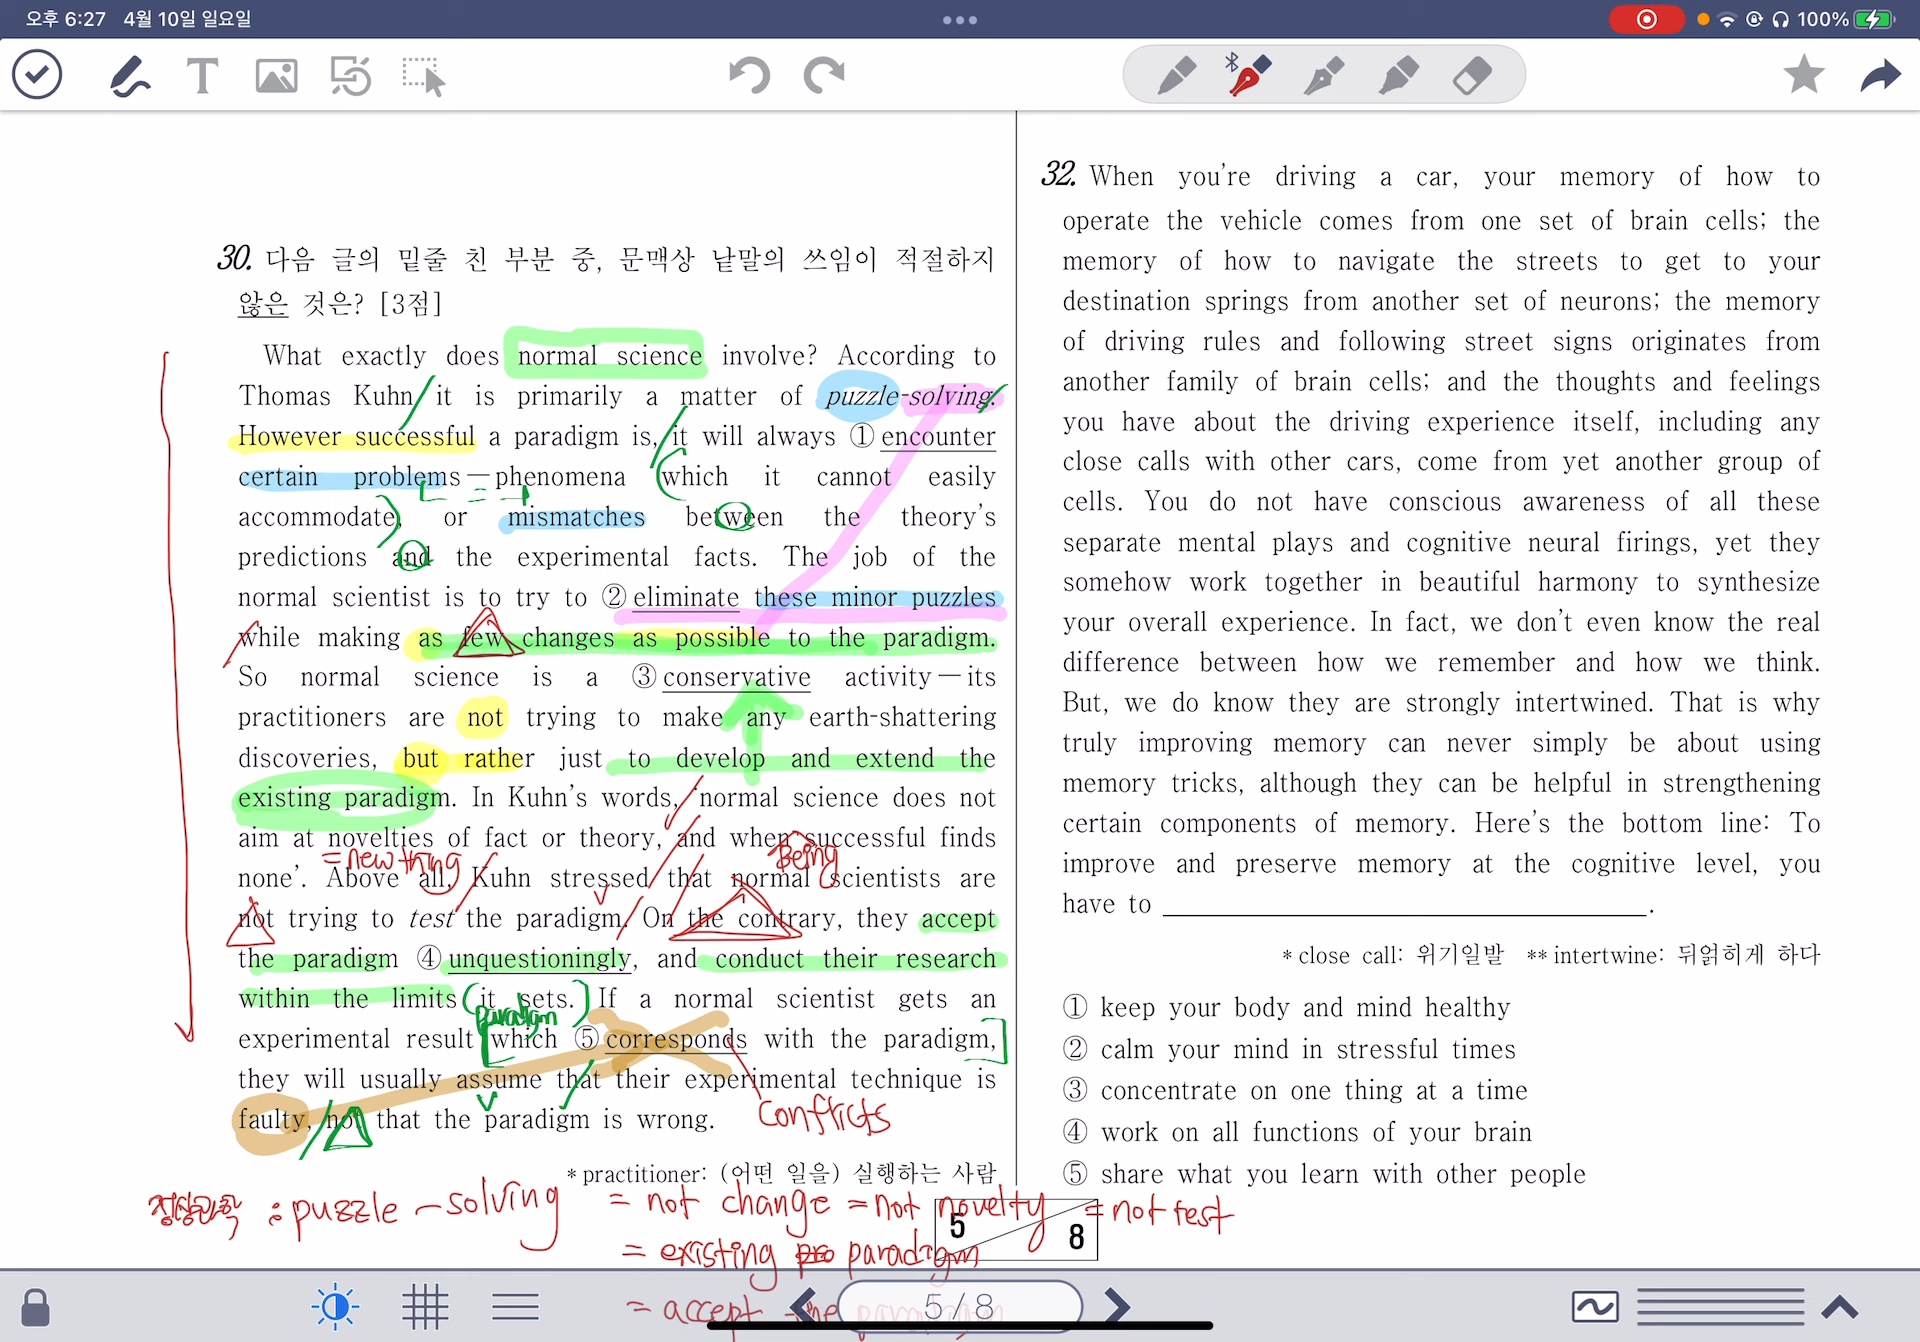 오후 6:27 4월 10일 일요일
100%
30. 다음 글의 밑줄 친 부분 중, 문맥상 낱말의 쓰임이 적절하지
않은 것은? [3점]
What exactly does normal science involve? According to
Thomas Kuhn, it is primarily a matter of puzzle-solving.
However successful a paradigm is, it will always ① encounter
certain problems — phenomena which it cannot easily
accommodate, or mismatches between the theory's
predictions and the experimental facts. The job of the
normal scientist is to try to ② eliminate these minor puzzles
while making as few changes as possible to the paradigm.
So normal science is a ③ conservative activity — its
practitioners are not trying to make any earth-shattering
discoveries, but rather just to develop and extend the
existing paradigm. In Kuhn's words, 'normal science does not
aim at novelties of fact or theory, and when successful finds
= new thing
Being
none'. Above all, Kuhn stressed that normal scientists are
not trying to test the paradigm. On the contrary, they accept
the paradigm ④ unquestioningly, and conduct their research
within the limits it sets. If a normal scientist gets an
paradigm
experimental result which ⑤ corresponds with the paradigm,
they will usually assume that their experimental technique is
faulty, not that the paradigm is wrong.
conflicts
* practitioner: (어떤 일을) 실행하는 사람
정상과학 : puzzle-solving = not change = not novelty = not test
= existing paradigm
= accept the paradigm
32. When you're driving a car, your memory of how to
operate the vehicle comes from one set of brain cells; the
memory of how to navigate the streets to get to your
destination springs from another set of neurons; the memory
of driving rules and following street signs originates from
another family of brain cells; and the thoughts and feelings
you have about the driving experience itself, including any
close calls with other cars, come from yet another group of
cells. You do not have conscious awareness of all these
separate mental plays and cognitive neural firings, yet they
somehow work together in beautiful harmony to synthesize
your overall experience. In fact, we don't even know the real
difference between how we remember and how we think.
But, we do know they are strongly intertwined. That is why
truly improving memory can never simply be about using
memory tricks, although they can be helpful in strengthening
certain components of memory. Here's the bottom line: To
improve and preserve memory at the cognitive level, you
have to ____________________.
* close call: 위기일발 ** intertwine: 뒤얽히게 하다
① keep your body and mind healthy
② calm your mind in stressful times
③ concentrate on one thing at a time
④ work on all functions of your brain
⑤ share what you learn with other people
5 8
5 / 8